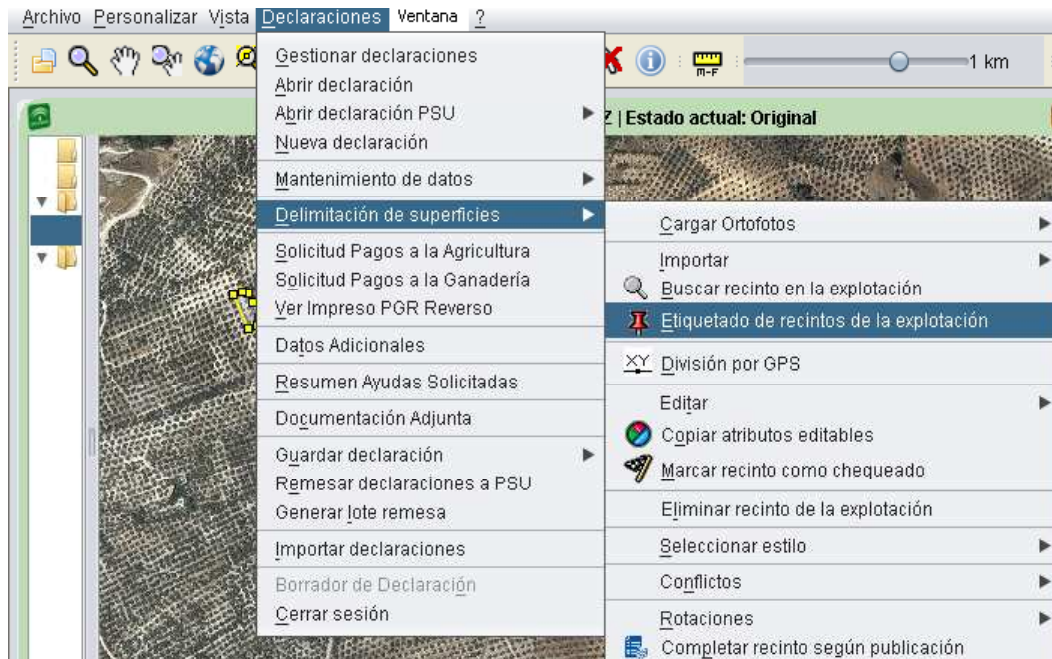 Archivo Personalizar Vista Declaraciones Ventana ?
m-F
1 km
Z | Estado actual: Original
Gestionar declaraciones
Abrir declaración
Abrir declaración PSU
Nueva declaración
Mantenimiento de datos
Delimitación de superficies
Solicitud Pagos a la Agricultura
Solicitud Pagos a la Ganadería
Ver Impreso PGR Reverso
Datos Adicionales
Resumen Ayudas Solicitadas
Documentación Adjunta
Guardar declaración
Remesar declaraciones a PSU
Generar lote remesa
Importar declaraciones
Borrador de Declaración
Cerrar sesión
Cargar Ortofotos
Importar
Buscar recinto en la explotación
Etiquetado de recintos de la explotación
XY División por GPS
Editar
Copiar atributos editables
Marcar recinto como chequeado
Eliminar recinto de la explotación
Seleccionar estilo
Conflictos
Rotaciones
Completar recinto según publicación